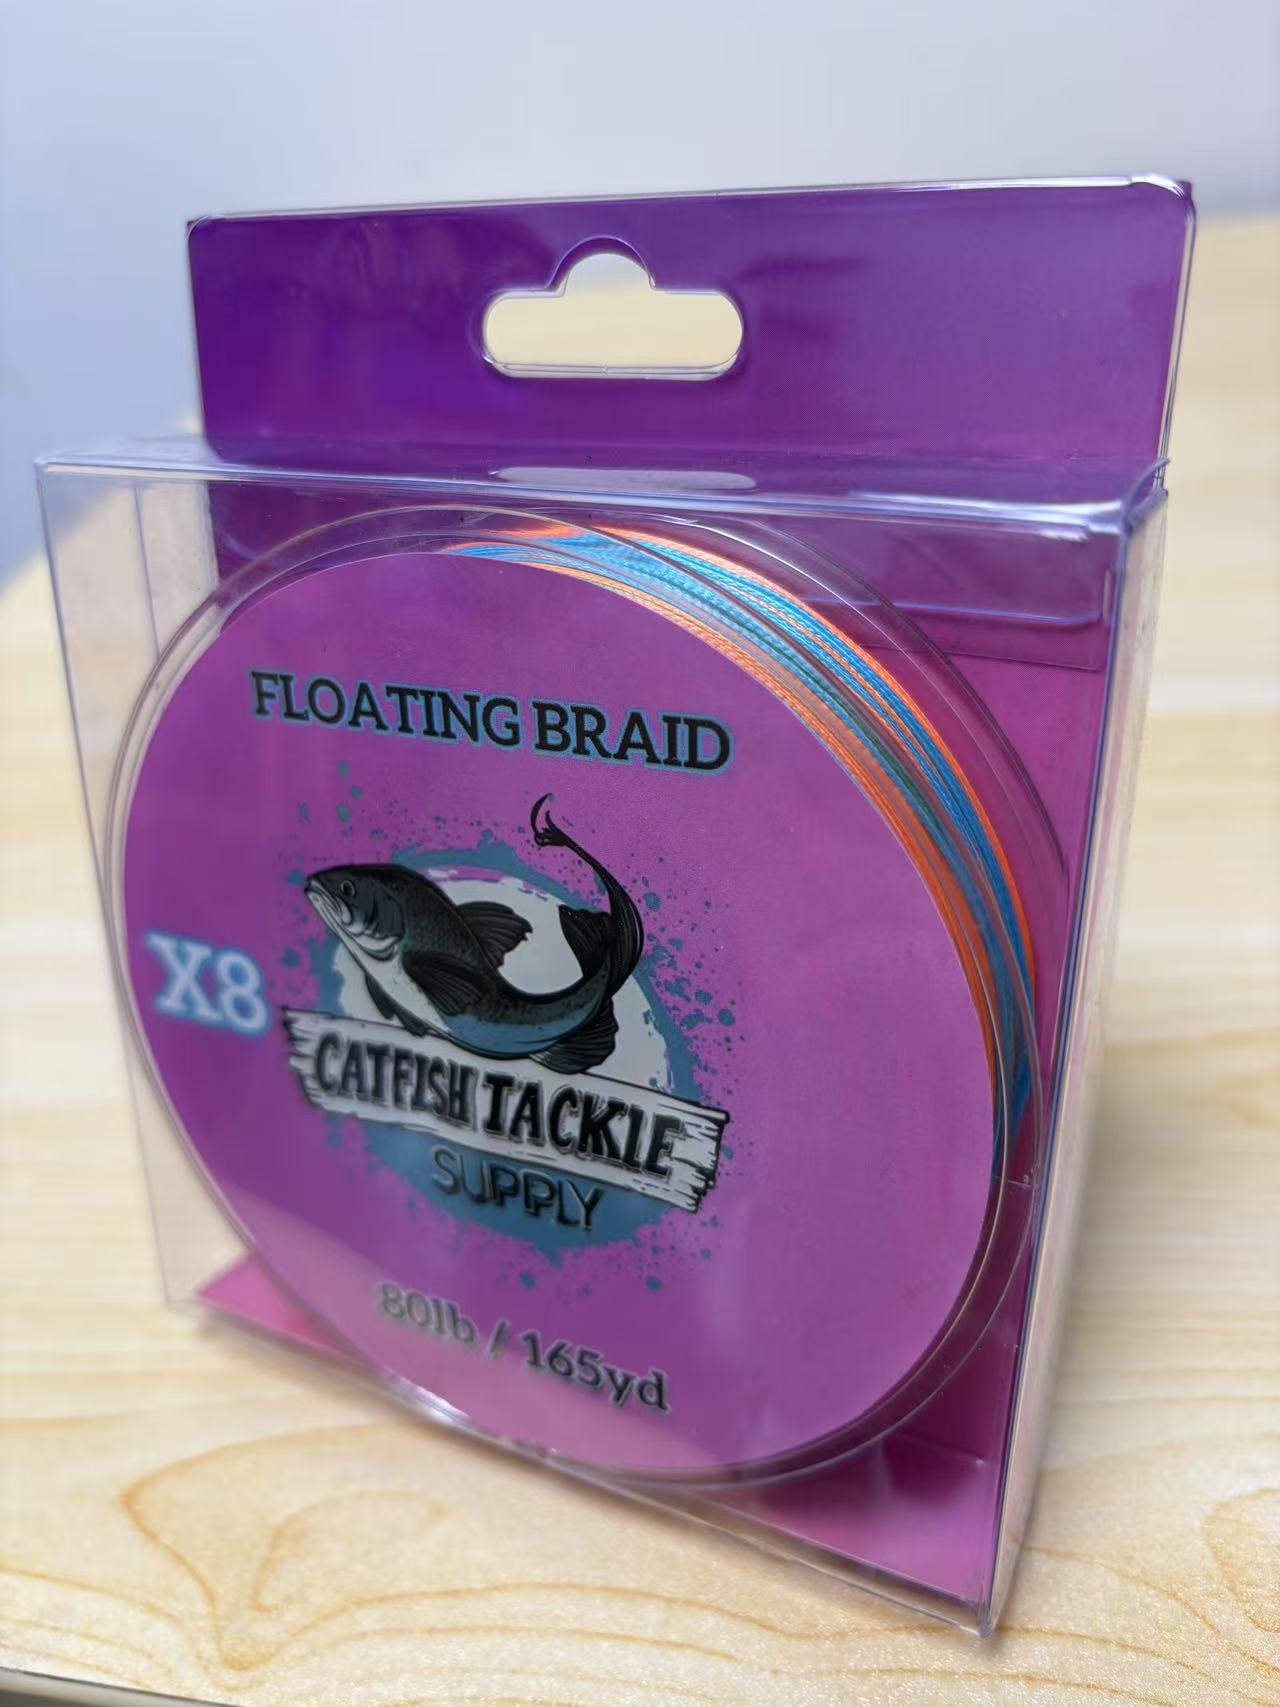 FLOATING BRAID
X8
CATFISH TACKLE
SUPPLY
80lb / 165yd